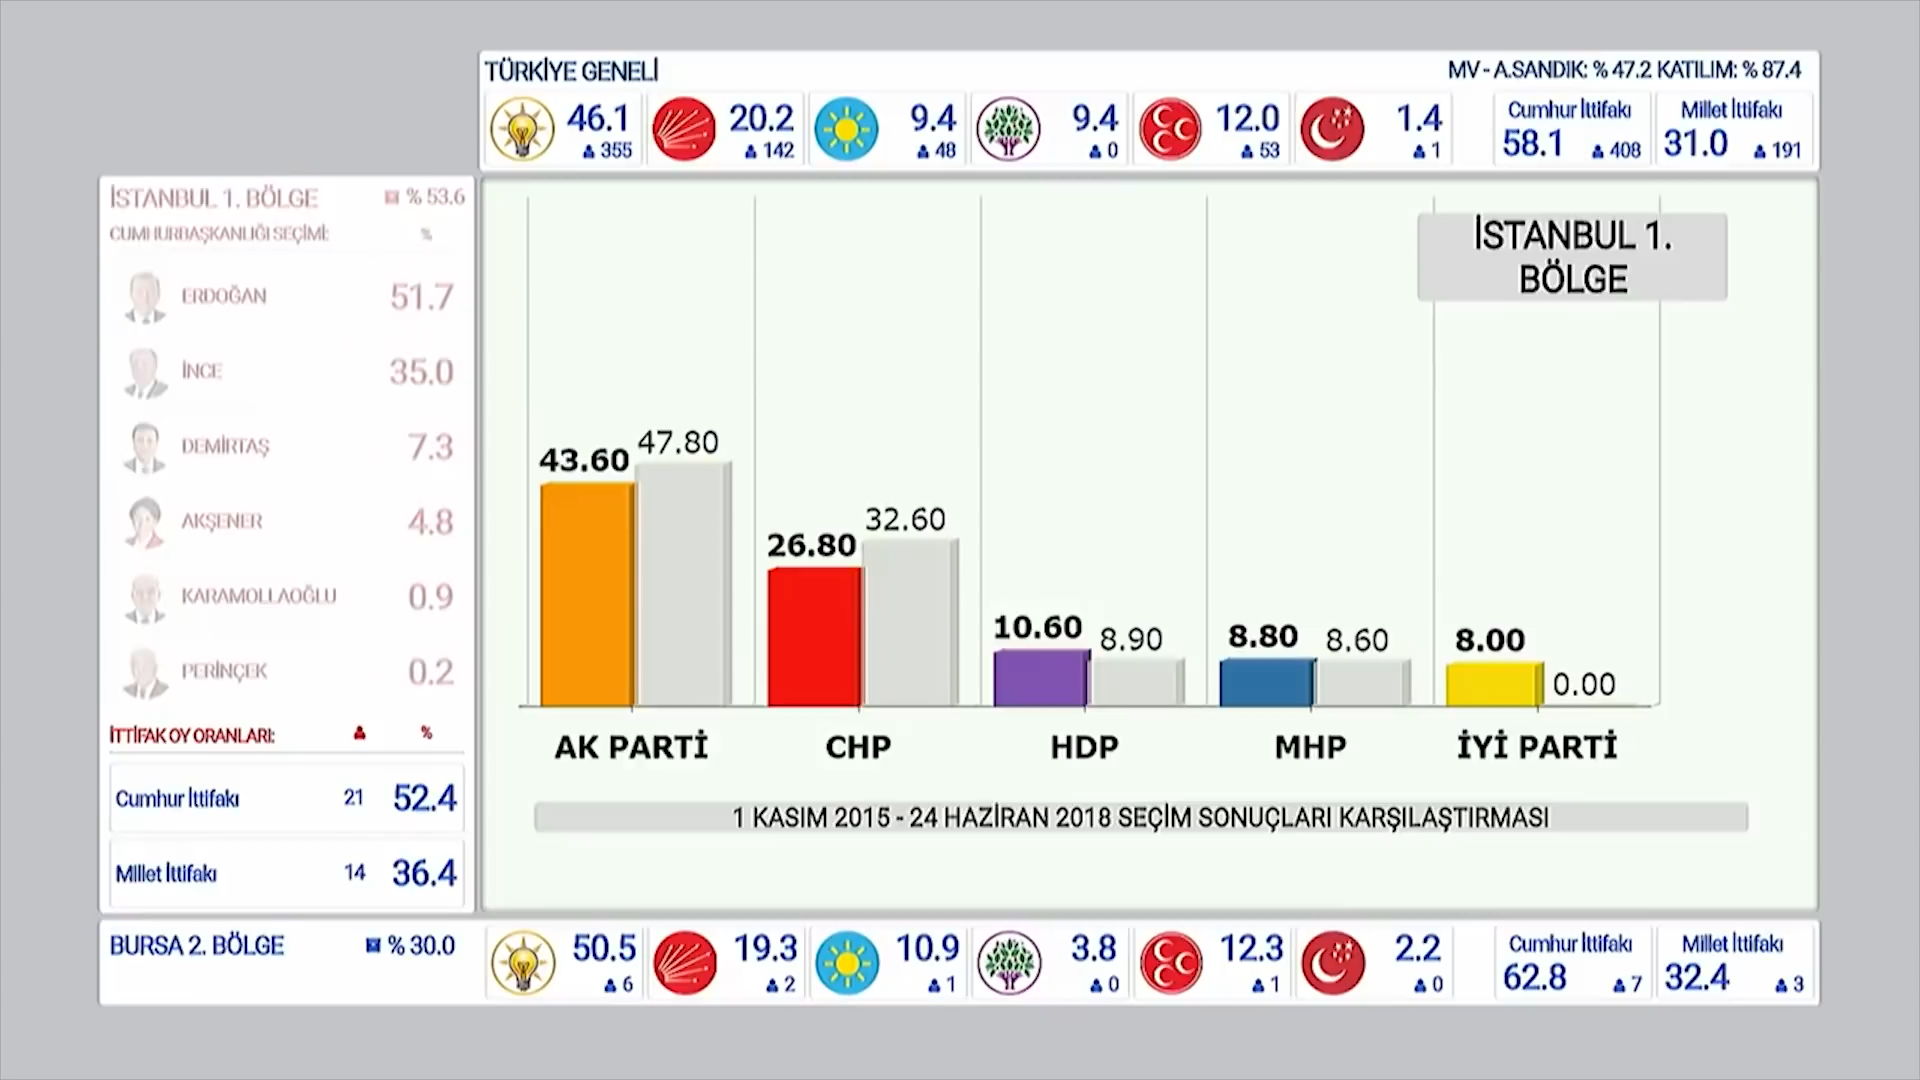 TÜRKİYE GENELİ
MV - A.SANDIK: % 47.2 KATILIM: % 87.4
46.1
355
20.2
142
9.4
48
9.4
0
12.0
53
1.4
1
Cumhur İttifakı
58.1 408
Millet İttifakı
31.0 191
İSTANBUL 1. BÖLGE % 53.6
CUMHURBAŞKANLIĞI SEÇİMİ: %
ERDOĞAN 51.7
İNCE 35.0
DEMİRTAŞ 7.3
AKŞENER 4.8
KARAMOLLAOĞLU 0.9
PERİNÇEK 0.2
İTTİFAK OY ORANLARI: %
Cumhur İttifakı 21 52.4
Millet İttifakı 14 36.4
İSTANBUL 1.
BÖLGE
43.60 47.80
26.80 32.60
10.60 8.90
8.80 8.60
8.00 0.00
AK PARTİ CHP HDP MHP İYİ PARTİ
1 KASIM 2015 - 24 HAZİRAN 2018 SEÇİM SONUÇLARI KARŞILAŞTIRMASI
BURSA 2. BÖLGE % 30.0
50.5
6
19.3
2
10.9
1
3.8
0
12.3
1
2.2
0
Cumhur İttifakı
62.8 7
Millet İttifakı
32.4 3